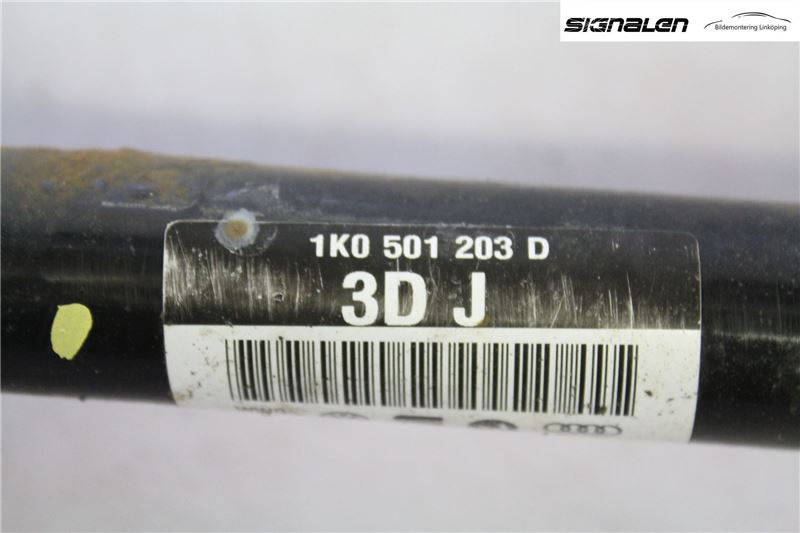 SIGNALEN
Bildemontering Linköping
1K0 501 203 D
3D J